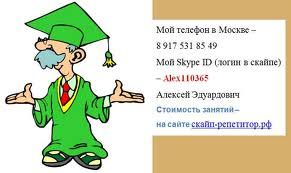 Мой телефон в Москве –
8 917 531 85 49
Мой Skype ID (логин в скайпе)
– Alex110365
Алексей Эдуардович
Стоимость занятий –
на сайте скайп-репетитор.рф